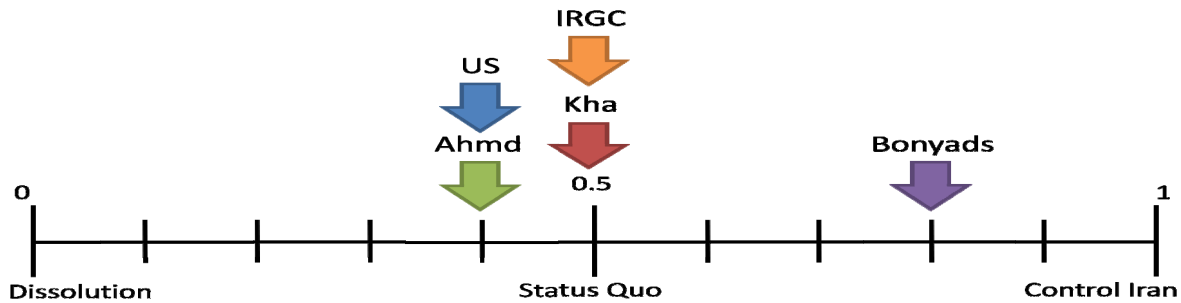 IRGC
US
Kha
Ahmd
Bonyads
0
0.5
1
Dissolution
Status Quo
Control Iran